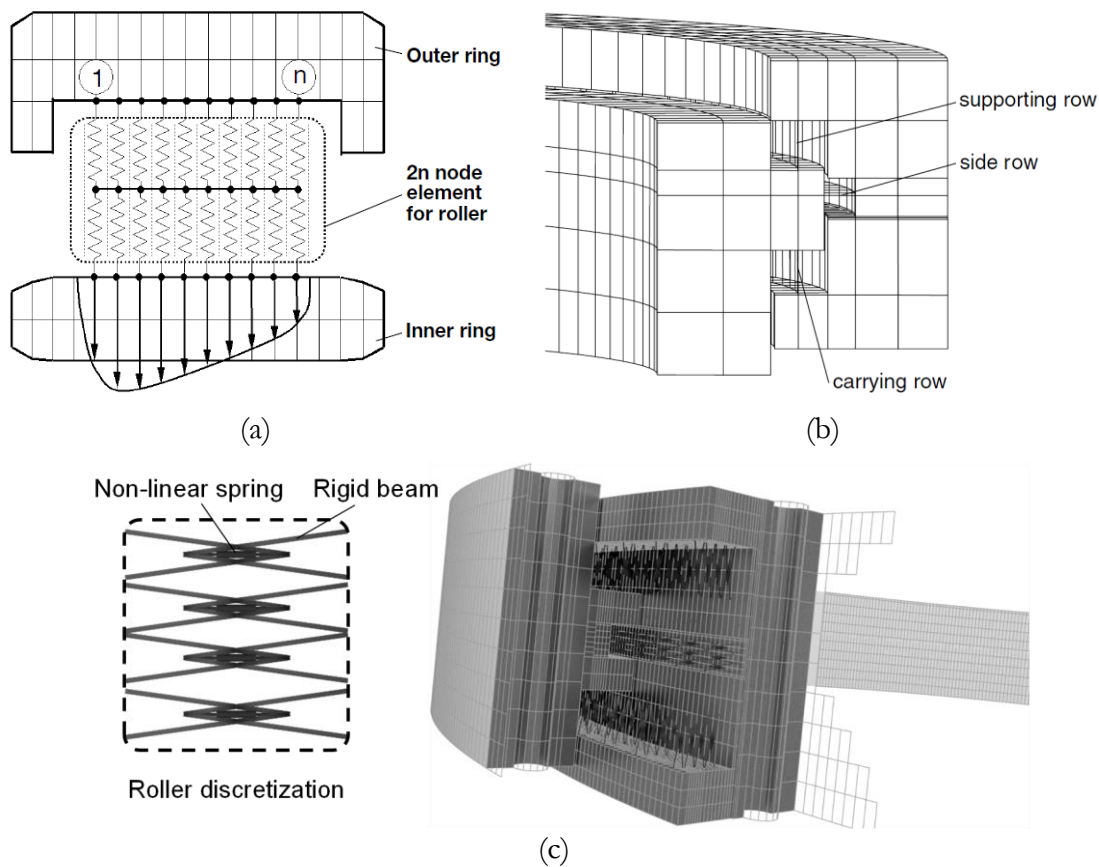 Outer ring
1
n
2n node
element
for roller
Inner ring
(a)
supporting row
side row
carrying row
(b)
Non-linear spring
Rigid beam
Roller discretization
(c)